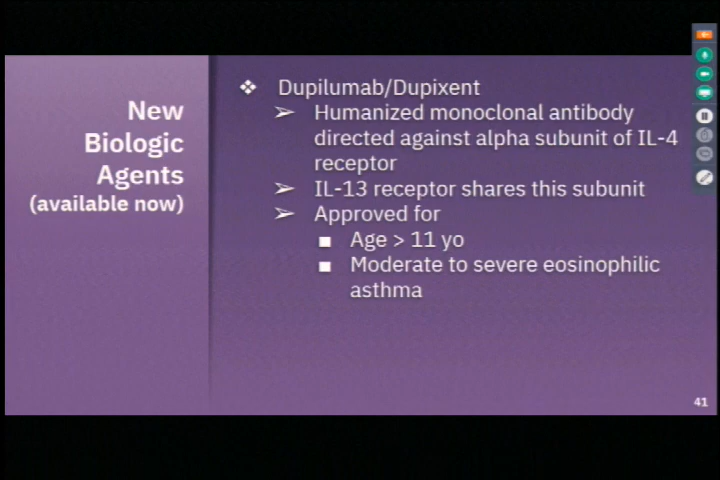 New
Biologic
Agents
(available now)
❖ Dupilumab/Dupixent
➢ Humanized monoclonal antibody
directed against alpha subunit of IL-4
receptor
➢ IL-13 receptor shares this subunit
➢ Approved for
■ Age > 11 yo
■ Moderate to severe eosinophilic
asthma
41